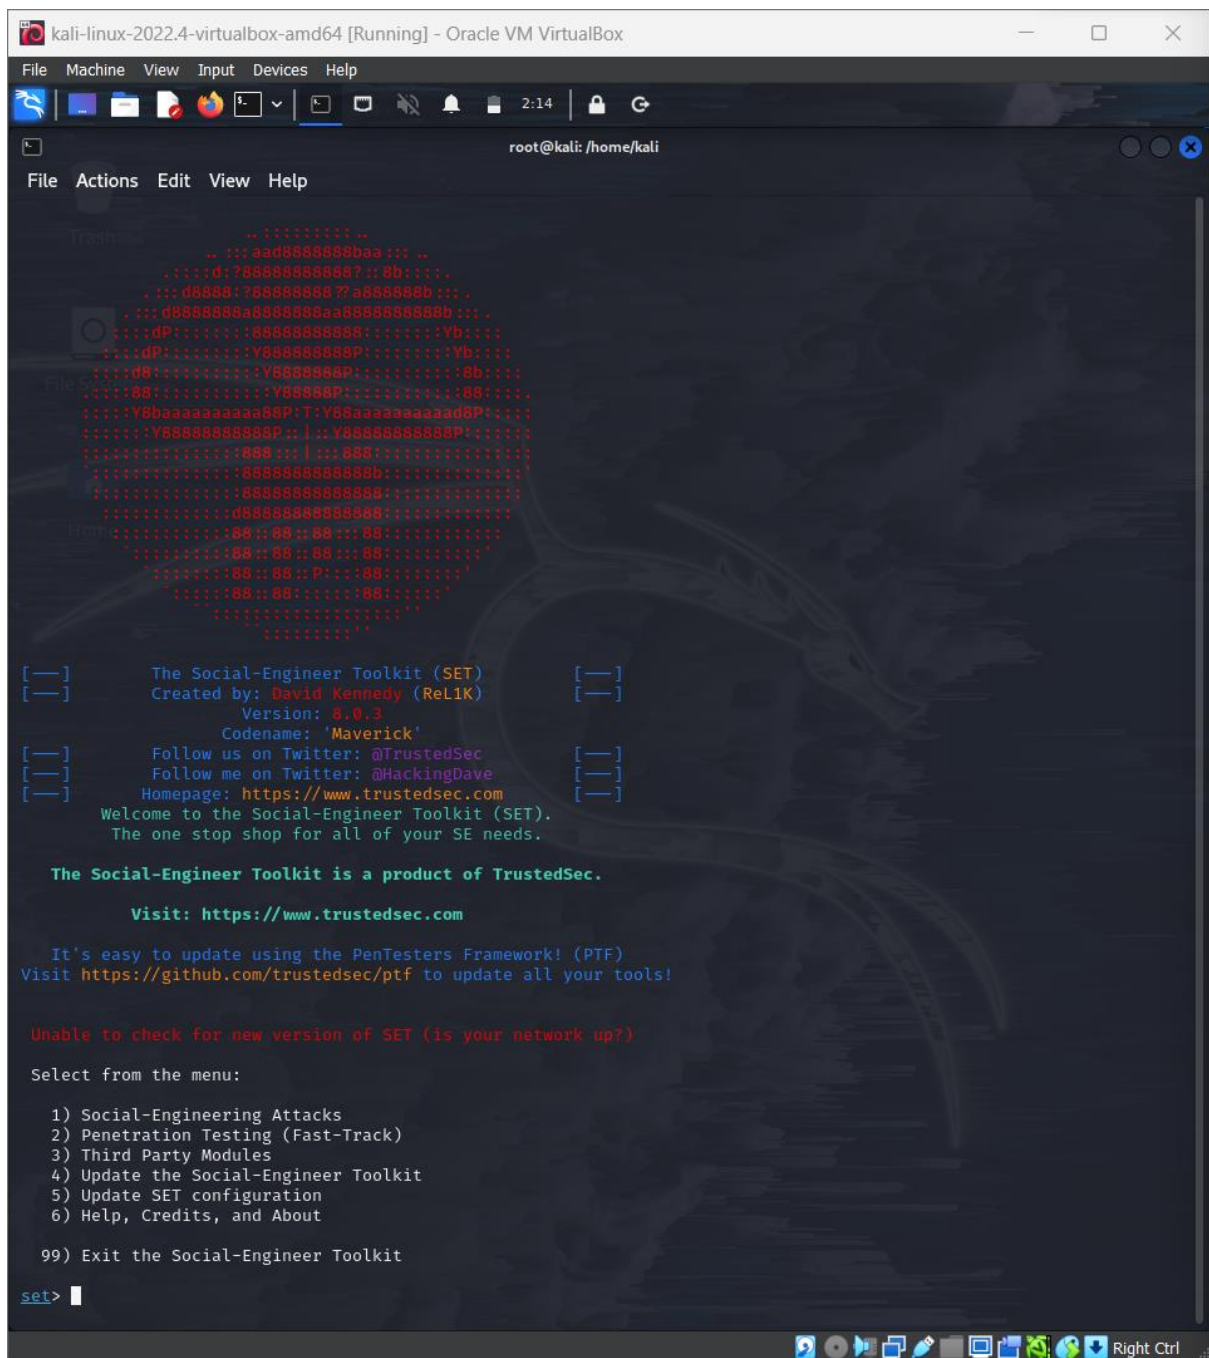 kali-linux-2022.4-virtualbox-amd64 [Running] - Oracle VM VirtualBox
File Machine View Input Devices Help
2:14
root@kali: /home/kali
File Actions Edit View Help
Trash
File System
Home
[---] The Social-Engineer Toolkit (SET) [---]
[---] Created by: David Kennedy (ReL1K) [---]
Version: 8.0.3
Codename: 'Maverick'
[---] Follow us on Twitter: @TrustedSec [---]
[---] Follow me on Twitter: @HackingDave [---]
[---] Homepage: https://www.trustedsec.com [---]
Welcome to the Social-Engineer Toolkit (SET).
The one stop shop for all of your SE needs.
The Social-Engineer Toolkit is a product of TrustedSec.
Visit: https://www.trustedsec.com
It's easy to update using the PenTesters Framework! (PTF)
Visit https://github.com/trustedsec/ptf to update all your tools!
Unable to check for new version of SET (is your network up?)
Select from the menu:
1) Social-Engineering Attacks
2) Penetration Testing (Fast-Track)
3) Third Party Modules
4) Update the Social-Engineer Toolkit
5) Update SET configuration
6) Help, Credits, and About
99) Exit the Social-Engineer Toolkit
set>
Right Ctrl